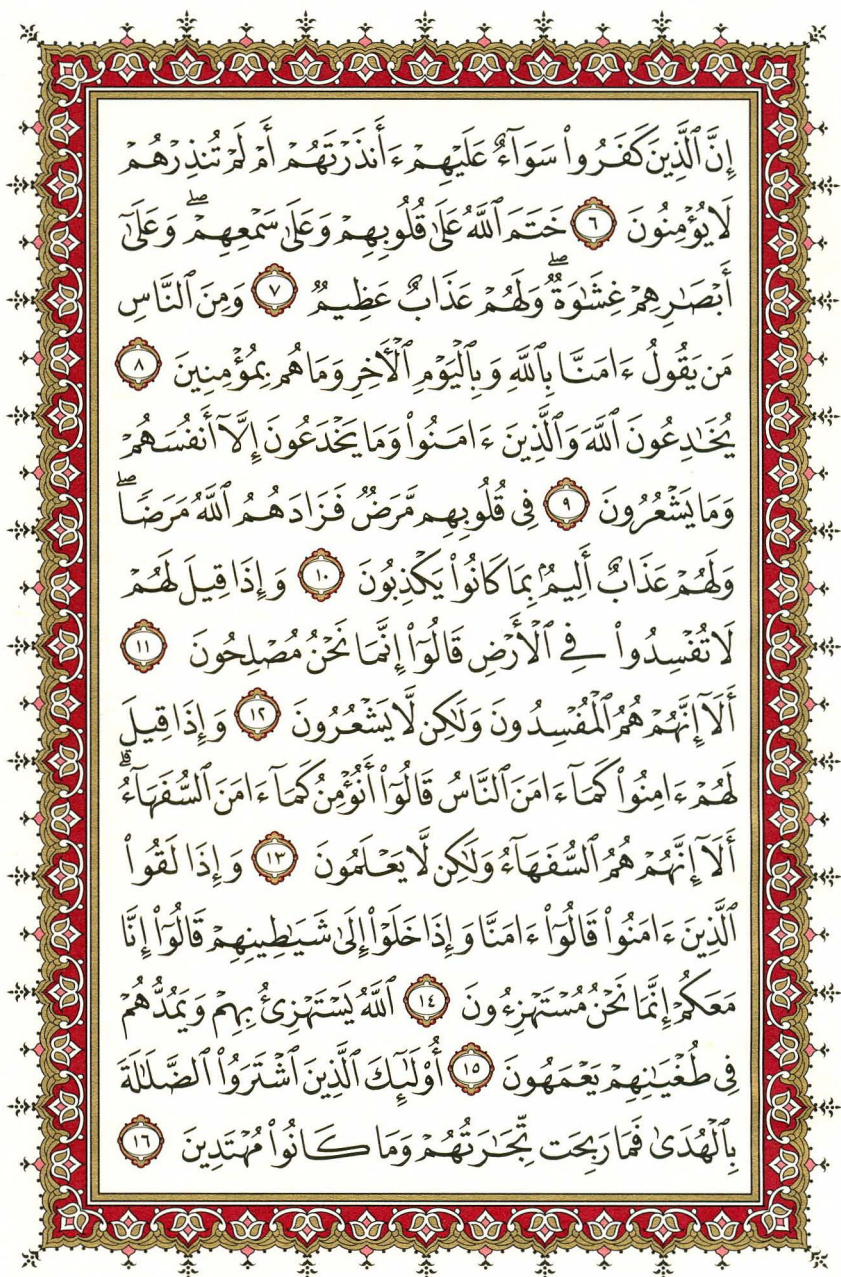 إِنَّ ٱلَّذِينَ كَفَرُوا۟ سَوَآءٌ عَلَيْهِمْ ءَأَنذَرْتَهُمْ أَمْ لَمْ تُنذِرْهُمْ
لَا يُؤْمِنُونَ ٦ خَتَمَ ٱللَّهُ عَلَىٰ قُلُوبِهِمْ وَعَلَىٰ سَمْعِهِمْ ۖ وَعَلَىٰٓ
أَبْصَـٰرِهِمْ غِشَـٰوَةٌ ۖ وَلَهُمْ عَذَابٌ عَظِيمٌ ٧ وَمِنَ ٱلنَّاسِ
مَن يَقُولُ ءَامَنَّا بِٱللَّهِ وَبِٱلْيَوْمِ ٱلْـَٔاخِرِ وَمَا هُم بِمُؤْمِنِينَ ٨
يُخَـٰدِعُونَ ٱللَّهَ وَٱلَّذِينَ ءَامَنُوا۟ وَمَا يَخْدَعُونَ إِلَّآ أَنفُسَهُمْ
وَمَا يَشْعُرُونَ ٩ فِى قُلُوبِهِم مَّرَضٌ فَزَادَهُمُ ٱللَّهُ مَرَضًا ۖ
وَلَهُمْ عَذَابٌ أَلِيمٌۢ بِمَا كَانُوا۟ يَكْذِبُونَ ١٠ وَإِذَا قِيلَ لَهُمْ
لَا تُفْسِدُوا۟ فِى ٱلْأَرْضِ قَالُوٓا۟ إِنَّمَا نَحْنُ مُصْلِحُونَ ١١
أَلَآ إِنَّهُمْ هُمُ ٱلْمُفْسِدُونَ وَلَـٰكِن لَّا يَشْعُرُونَ ١٢ وَإِذَا قِيلَ
لَهُمْ ءَامِنُوا۟ كَمَآ ءَامَنَ ٱلنَّاسُ قَالُوٓا۟ أَنُؤْمِنُ كَمَآ ءَامَنَ ٱلسُّفَهَآءُ ۗ
أَلَآ إِنَّهُمْ هُمُ ٱلسُّفَهَآءُ وَلَـٰكِن لَّا يَعْلَمُونَ ١٣ وَإِذَا لَقُوا۟
ٱلَّذِينَ ءَامَنُوا۟ قَالُوٓا۟ ءَامَنَّا وَإِذَا خَلَوْا۟ إِلَىٰ شَيَـٰطِينِهِمْ قَالُوٓا۟ إِنَّا
مَعَكُمْ إِنَّمَا نَحْنُ مُسْتَهْزِءُونَ ١٤ ٱللَّهُ يَسْتَهْزِئُ بِهِمْ وَيَمُدُّهُمْ
فِى طُغْيَـٰنِهِمْ يَعْمَهُونَ ١٥ أُو۟لَـٰٓئِكَ ٱلَّذِينَ ٱشْتَرَوُا۟ ٱلضَّلَـٰلَةَ
بِٱلْهُدَىٰ فَمَا رَبِحَت تِّجَـٰرَتُهُمْ وَمَا كَانُوا۟ مُهْتَدِينَ ١٦